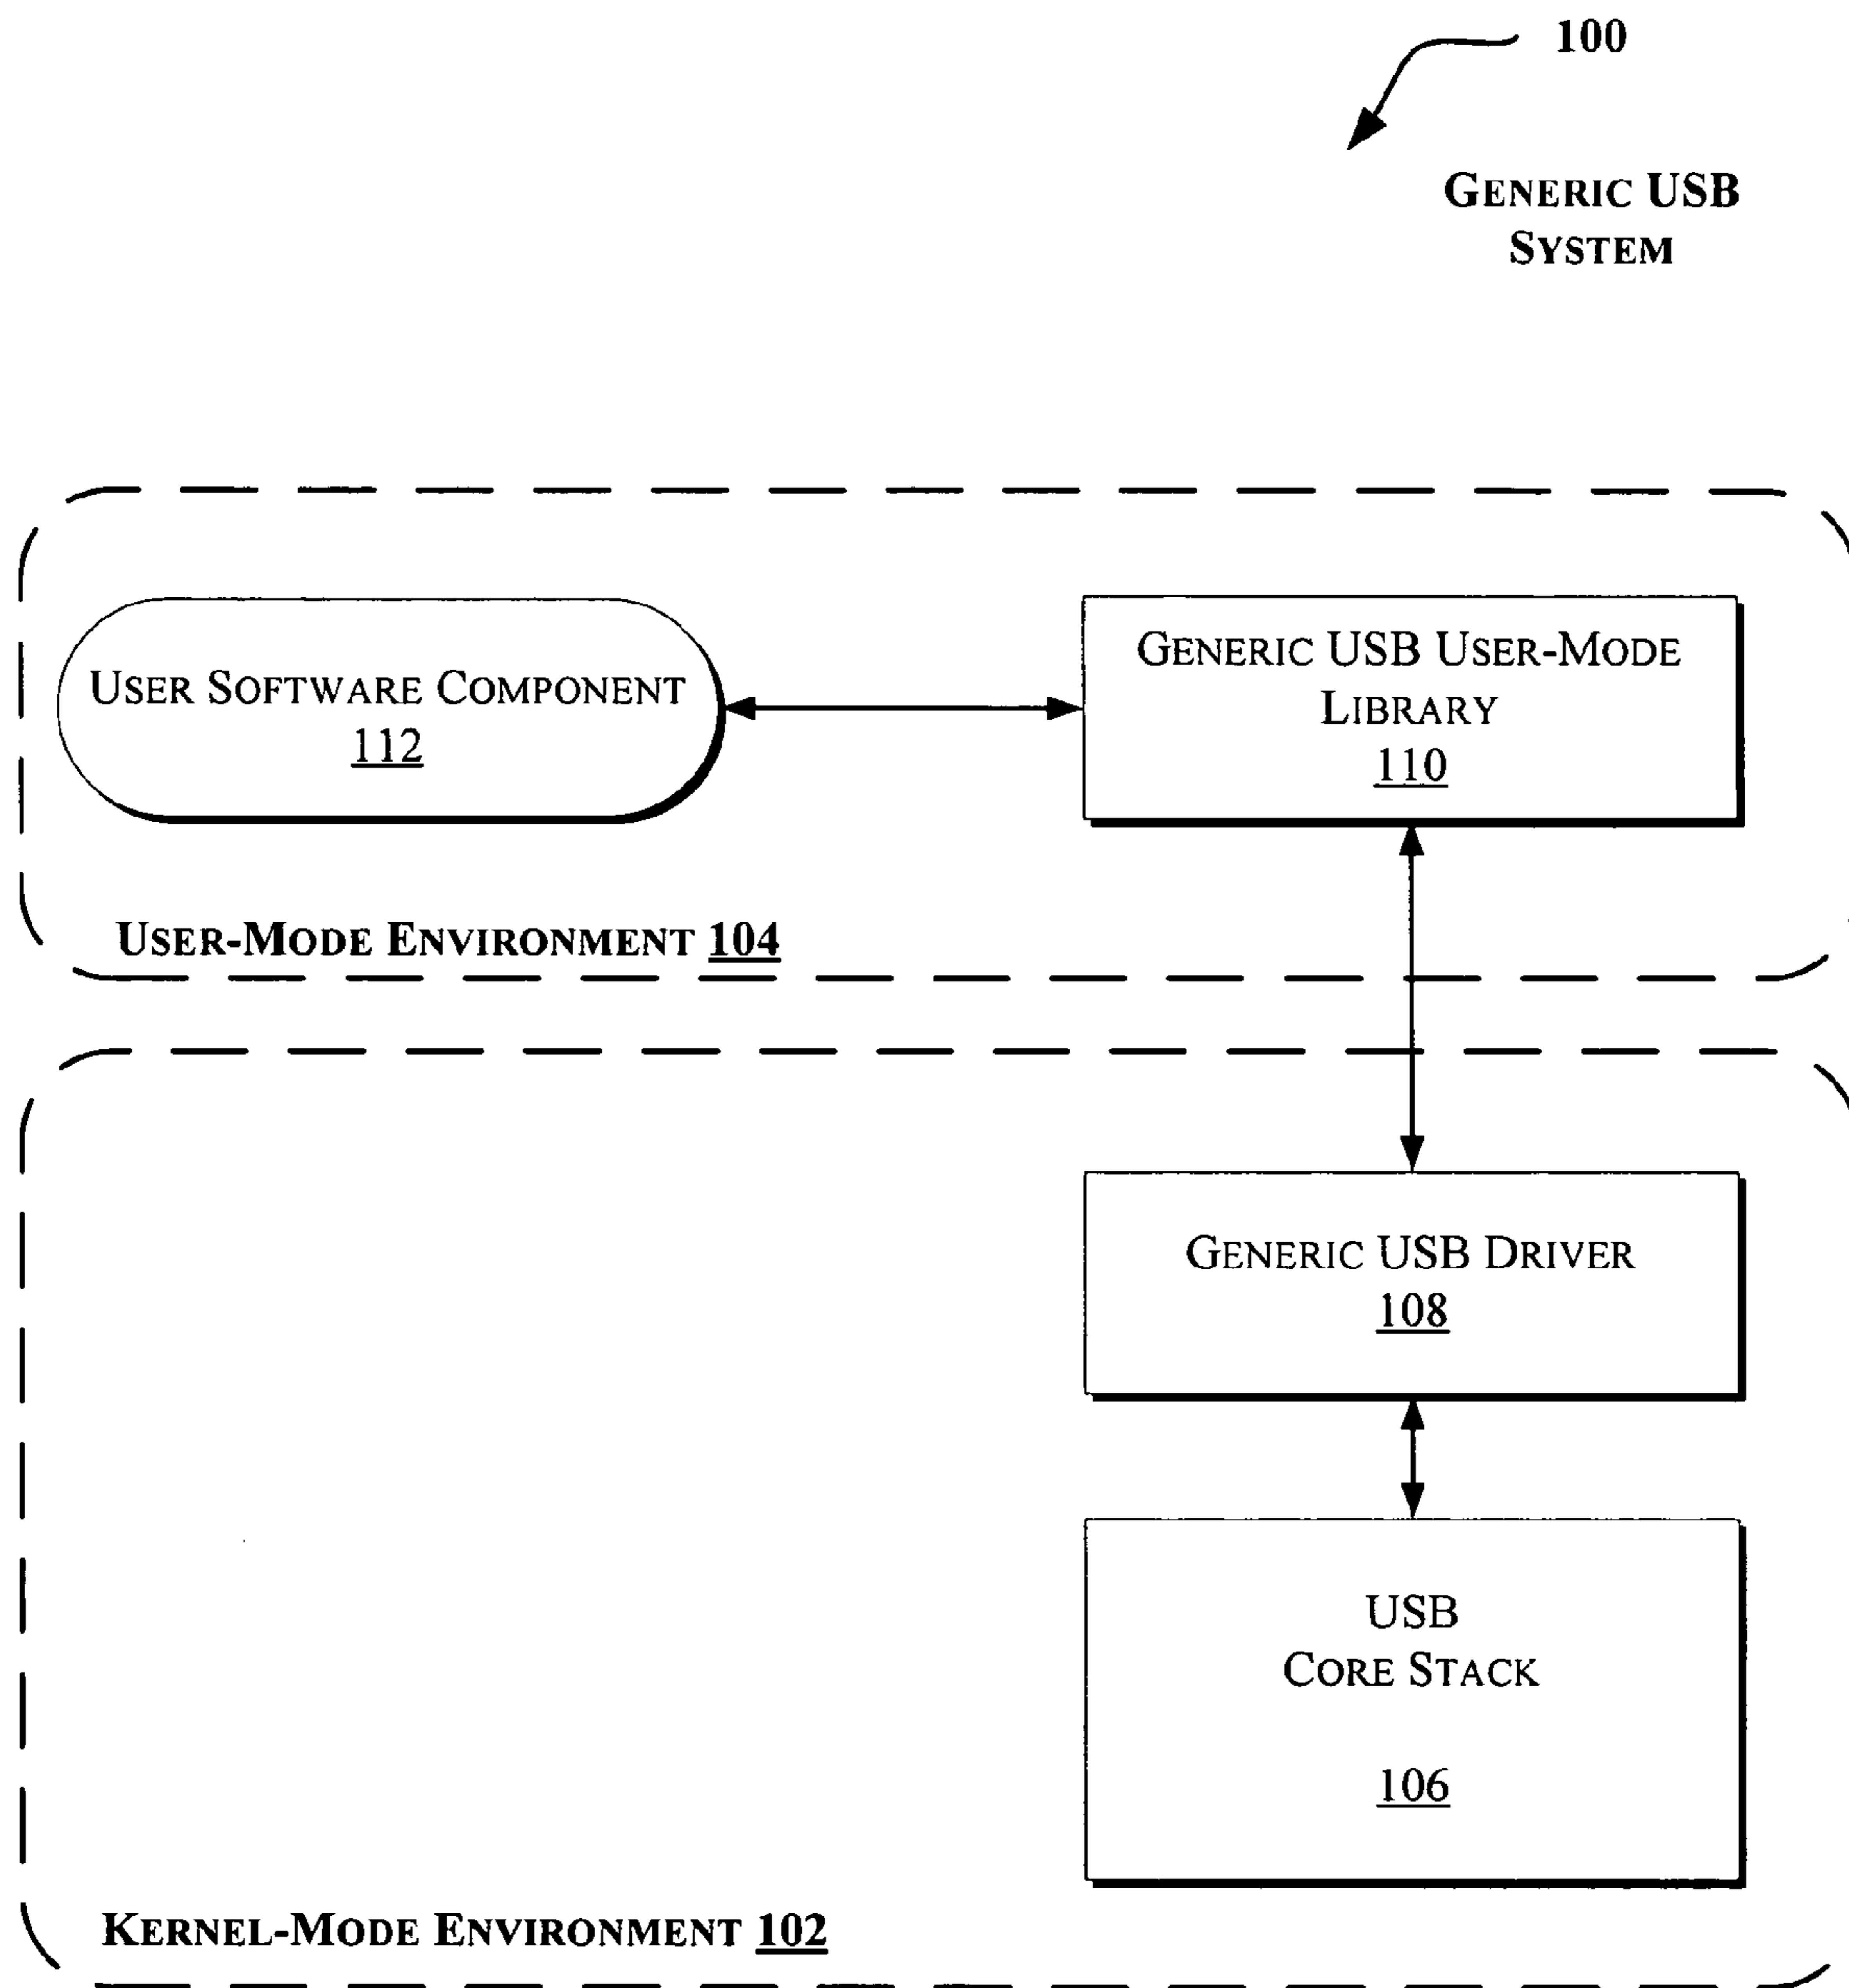 100
GENERIC USB
SYSTEM
USER SOFTWARE COMPONENT
112
GENERIC USB USER-MODE
LIBRARY
110
USER-MODE ENVIRONMENT 104
GENERIC USB DRIVER
108
USB
CORE STACK
106
KERNEL-MODE ENVIRONMENT 102